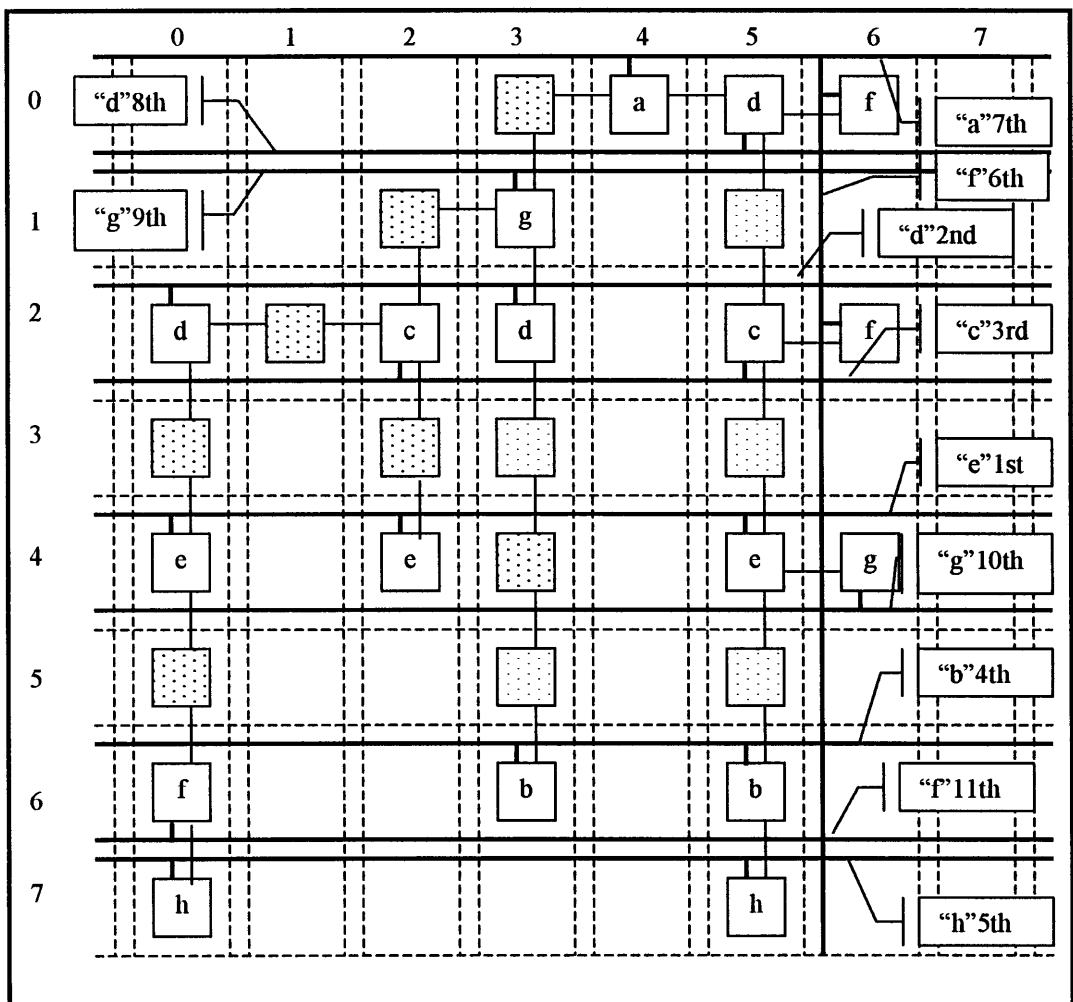 0 1 2 3 4 5 6 7
0 "d"8th a d f "a"7th
"f"6th
1 "g"9th g "d"2nd
2 d c d c f "c"3rd
3 "e"1st
4 e e e g "g"10th
5 "b"4th
6 f b b "f"11th
7 h h "h"5th